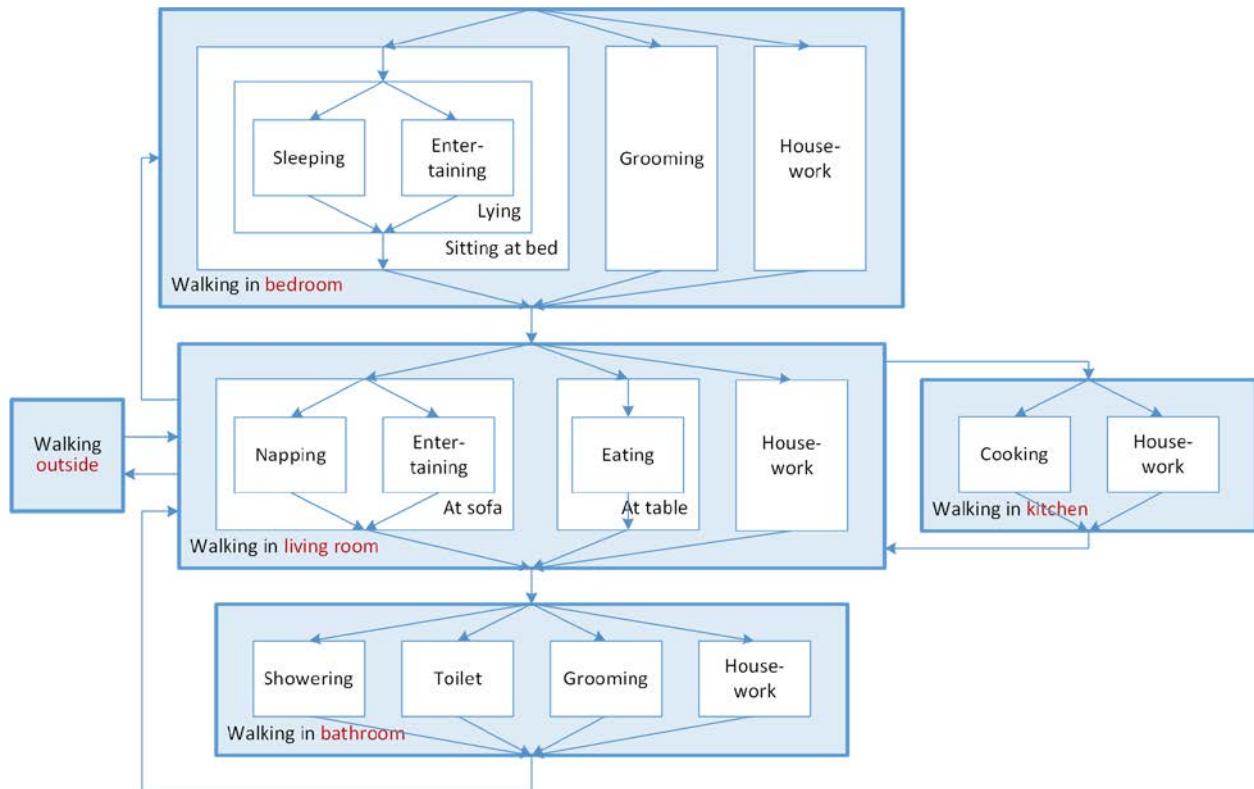 Sleeping
Enter-
taining
Lying
Sitting at bed
Grooming
House-
work
Walking in bedroom
Walking
outside
Napping
Enter-
taining
At sofa
Eating
At table
House-
work
Walking in living room
Cooking
House-
work
Walking in kitchen
Showering
Toilet
Grooming
House-
work
Walking in bathroom